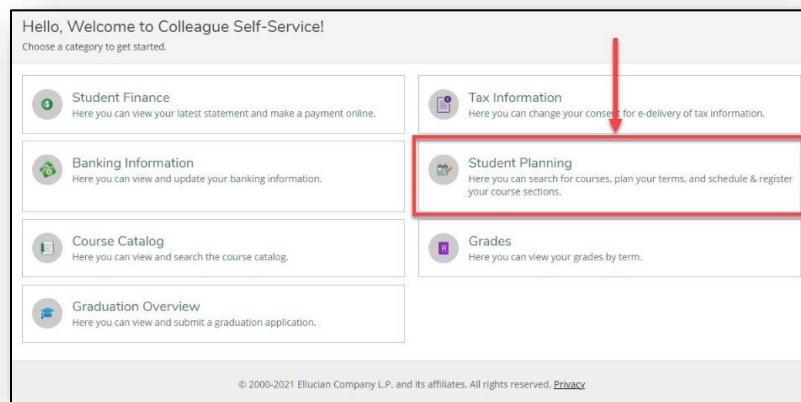 Hello, Welcome to Colleague Self-Service!
Choose a category to get started.
Student Finance
Here you can view your latest statement and make a payment online.
Tax Information
Here you can change your consent for e-delivery of tax information.
Banking Information
Here you can view and update your banking information.
Student Planning
Here you can search for courses, plan your terms, and schedule & register
your course sections.
Course Catalog
Here you can view and search the course catalog.
Grades
Here you can view your grades by term.
Graduation Overview
Here you can view and submit a graduation application.
© 2000-2021 Ellucian Company L.P. and its affiliates. All rights reserved. Privacy